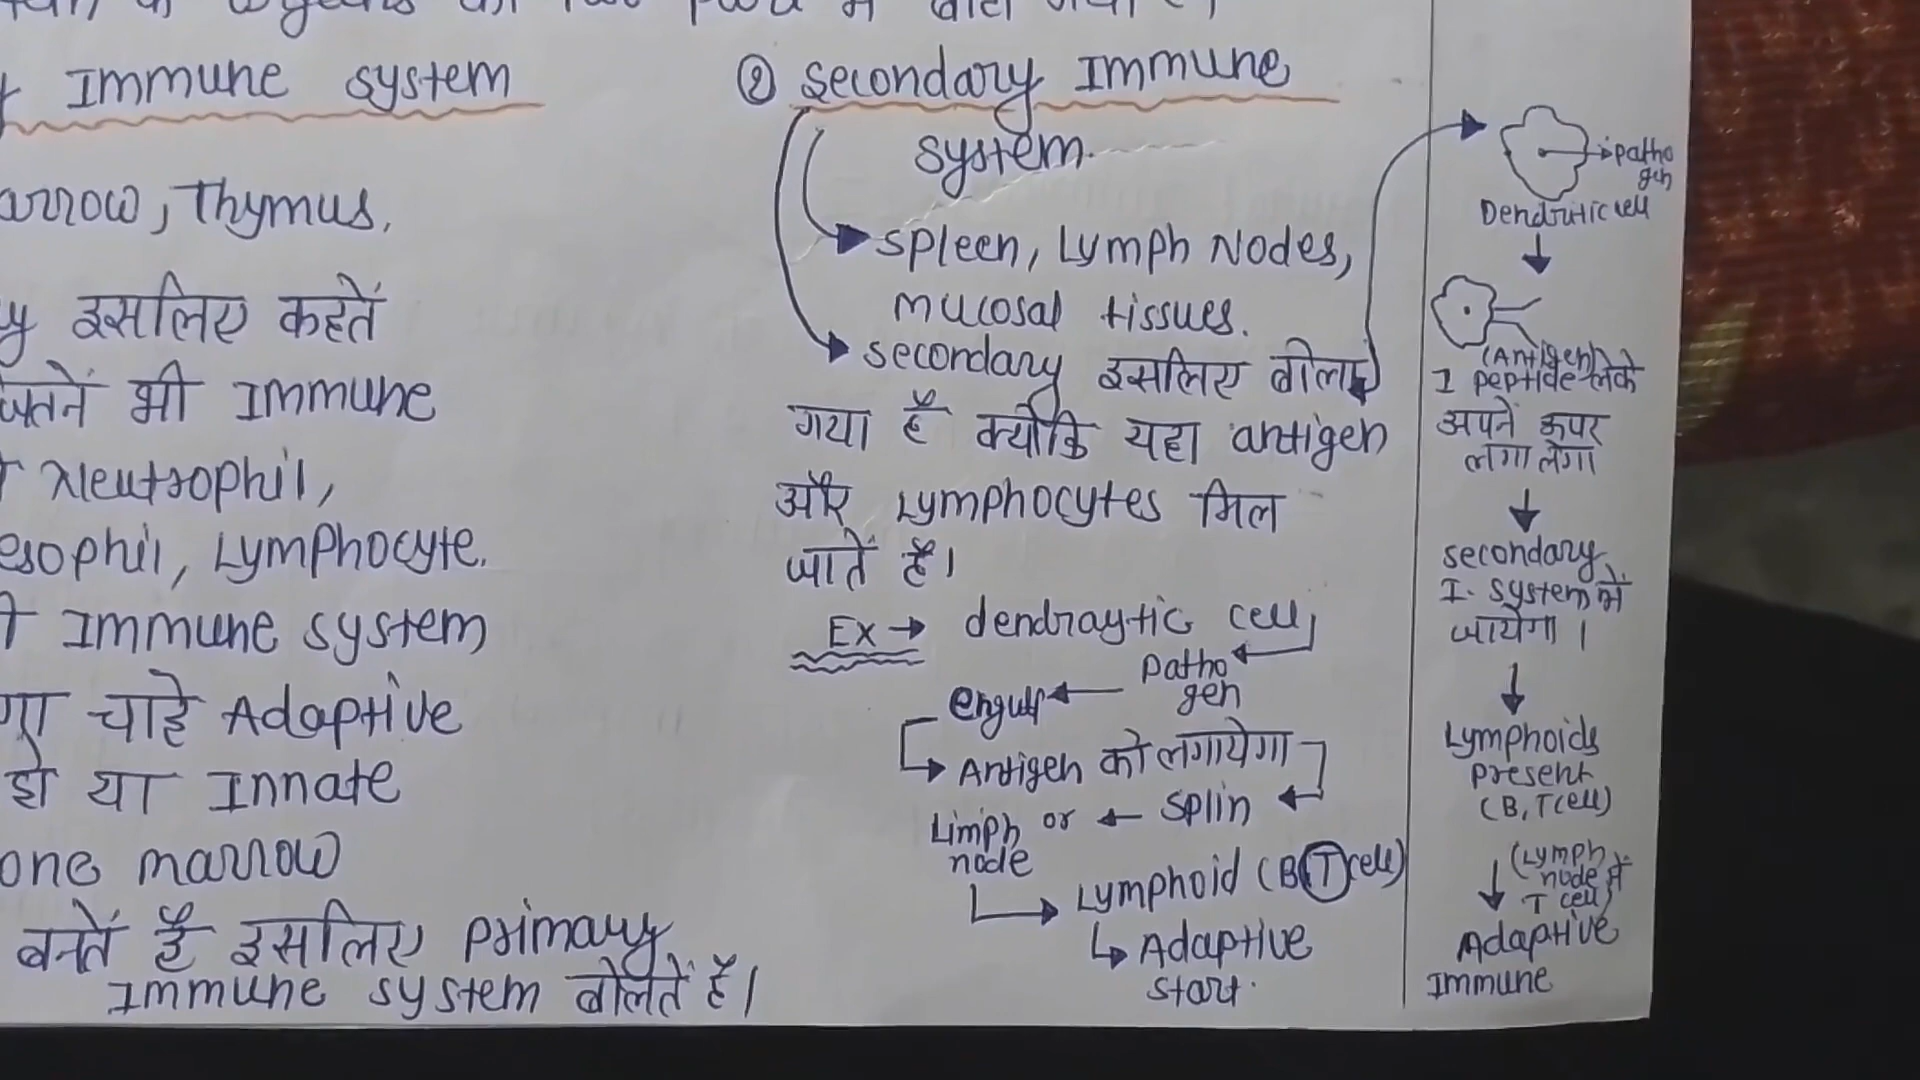 Immune system
Marrow, Thymus,
इसलिए कहतें
भी Immune
Neutrophil,
esophil, Lymphocyte.
Immune system
चाहे Adaptive
हो या Innate
one marrow
बनतें है इसलिए primary
Immune system बोलतें है।
② secondary Immune
system.
spleen, Lymph Nodes,
mucosal tissues.
secondary इसलिए बोला
गया है क्योकि यहा antigen
और Lymphocytes मिल
जातें है।
Ex → dendraytic cell
Patho
gen
engulf
Antigen को लगायेगा
splin
Limph or
node
Lymphoid (B T cell)
Adaptive
start.
patho
gen
Dendritic cell
(Antigen)
1 peptide लेके
अपने ऊपर
लगा लेगा
secondary
I. system में
जायेगा।
Lymphoids
present
(B, T cell)
(Lymph
node में
T cell)
Adaptive
Immune